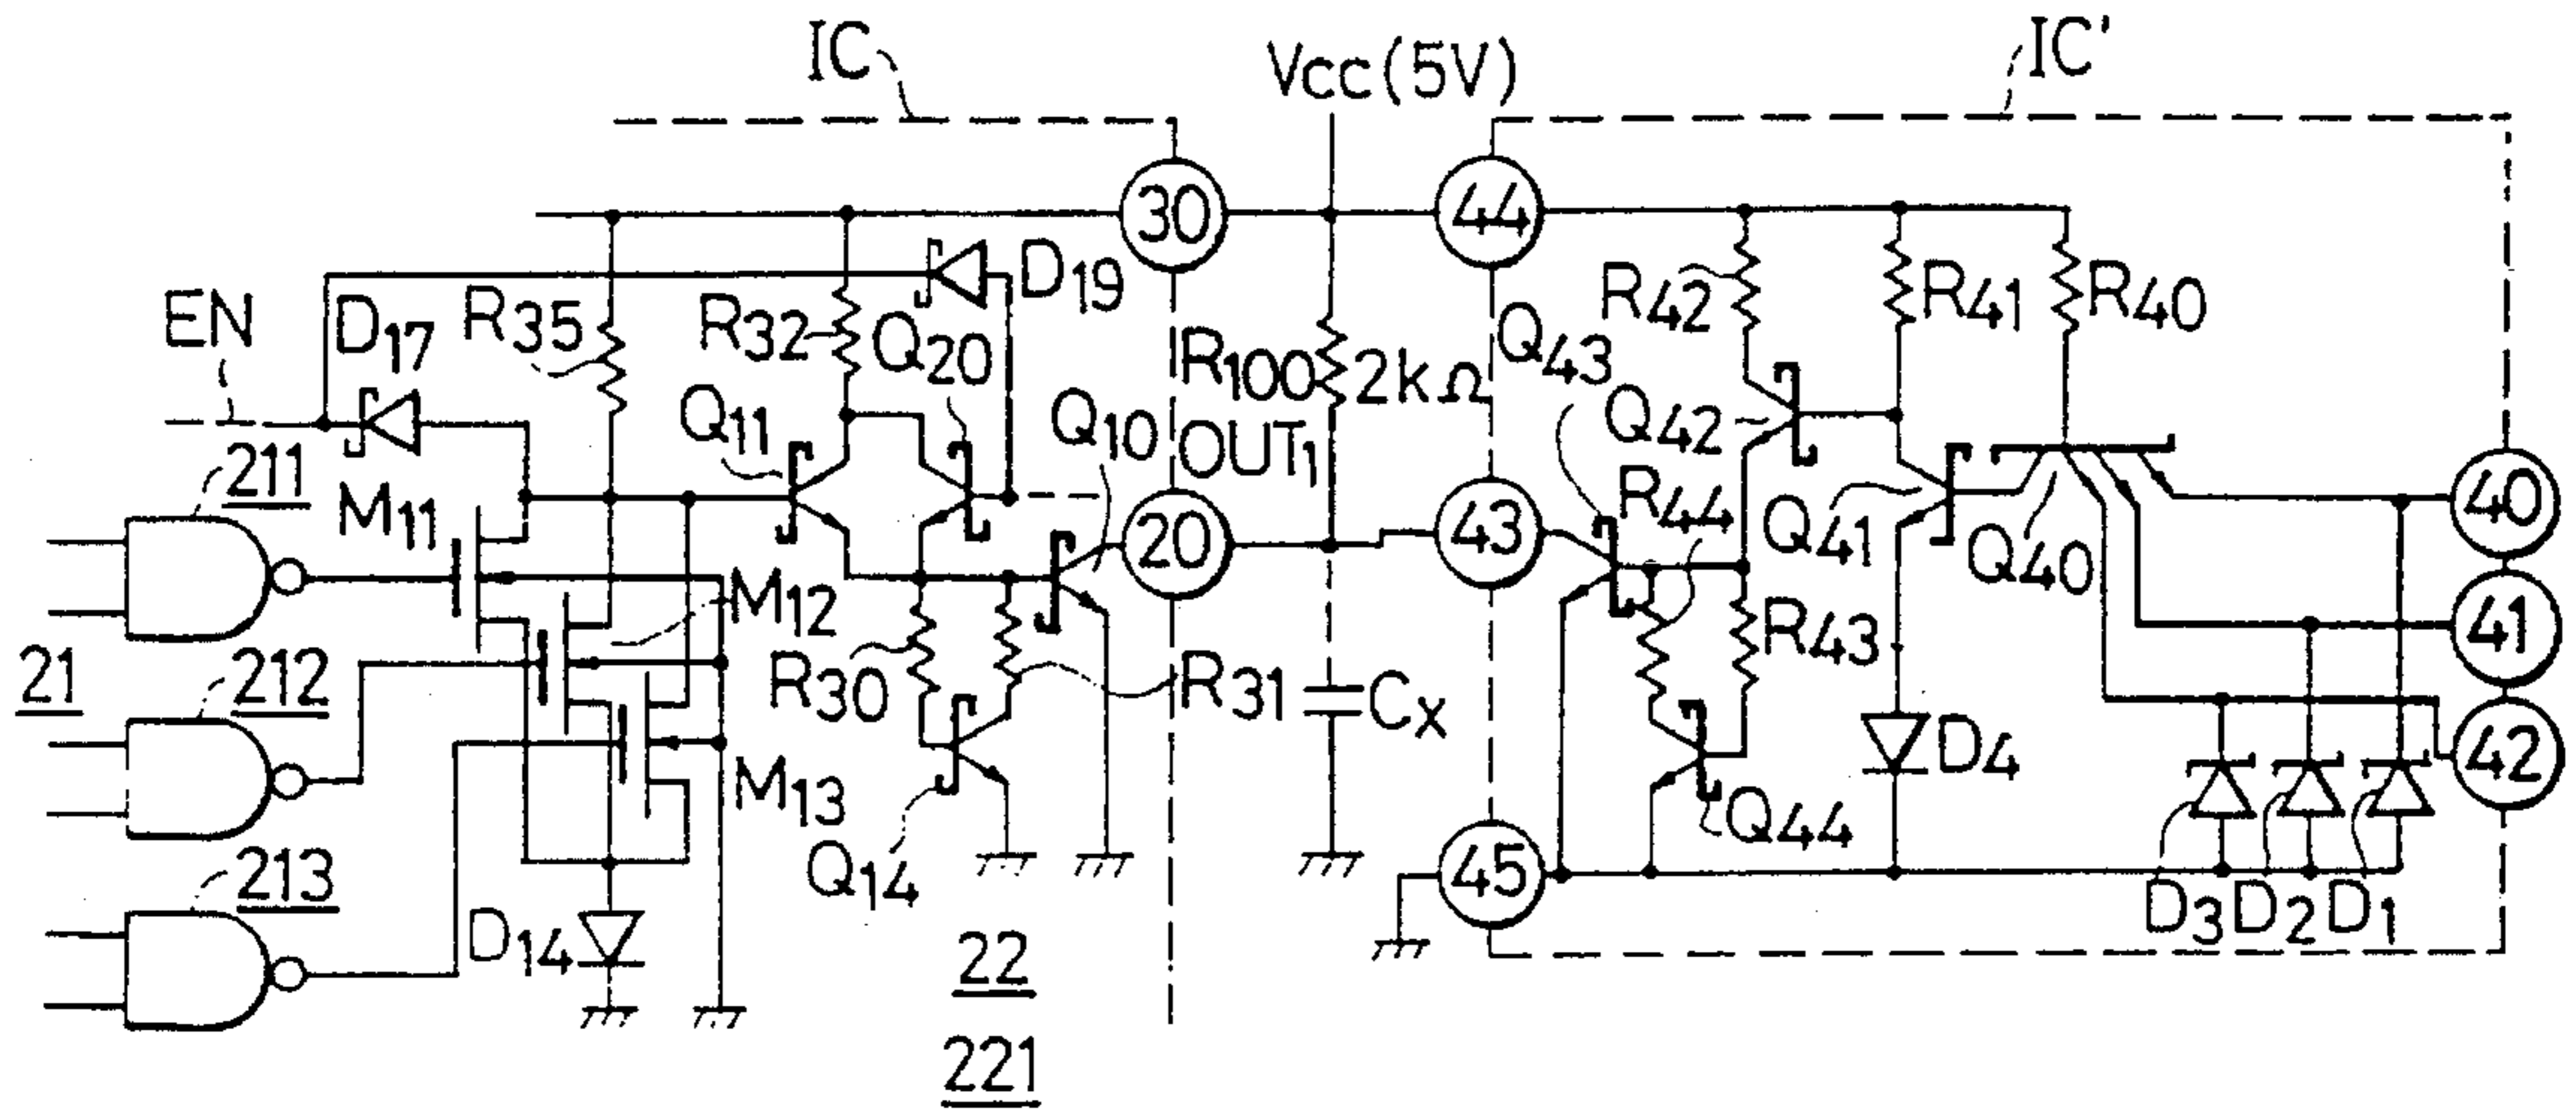 IC
Vcc (5V)
IC'
30
44
EN
D17
R35
R32
Q20
D19
R100
2kΩ
Q43
R42
R41
R40
Q11
Q10
OUT1
Q42
211
M11
20
43
R44
Q41
Q40
40
41
42
M12
R30
R31
Cx
R43
21
212
M13
Q14
D4
Q44
45
213
D14
D3
D2
D1
22
221